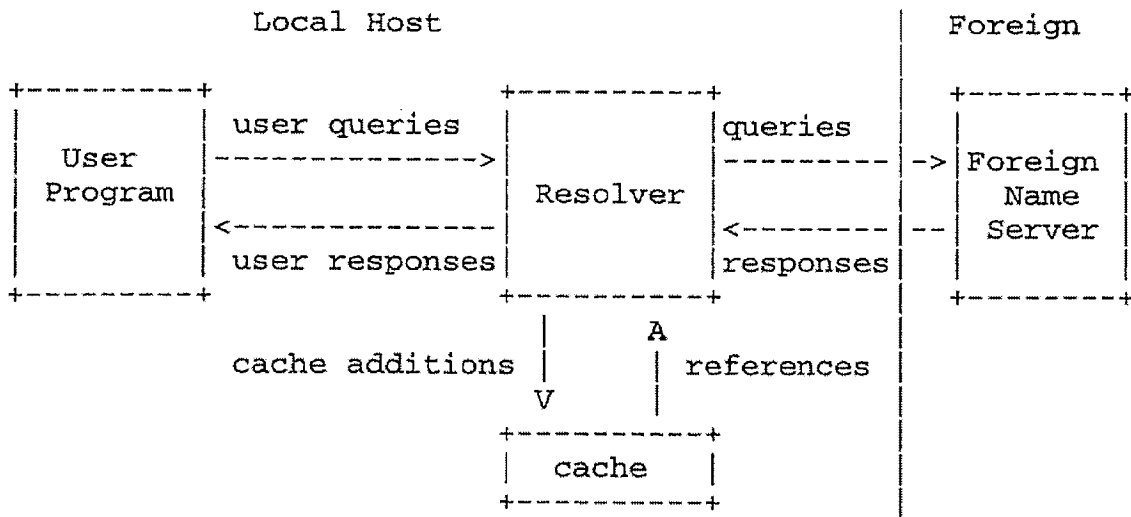 Local Host | Foreign
|
+---------+ +----------+ | +--------+
| | user queries | |queries | | |
| User |-------------->| |---------|->|Foreign |
| Program | | Resolver | | | Name |
| |<--------------| |<--------|--| Server |
| | user responses| |responses| | |
+---------+ +----------+ | +--------+
| A |
cache additions | | references |
V | |
+----------+ |
| cache | |
+----------+ |